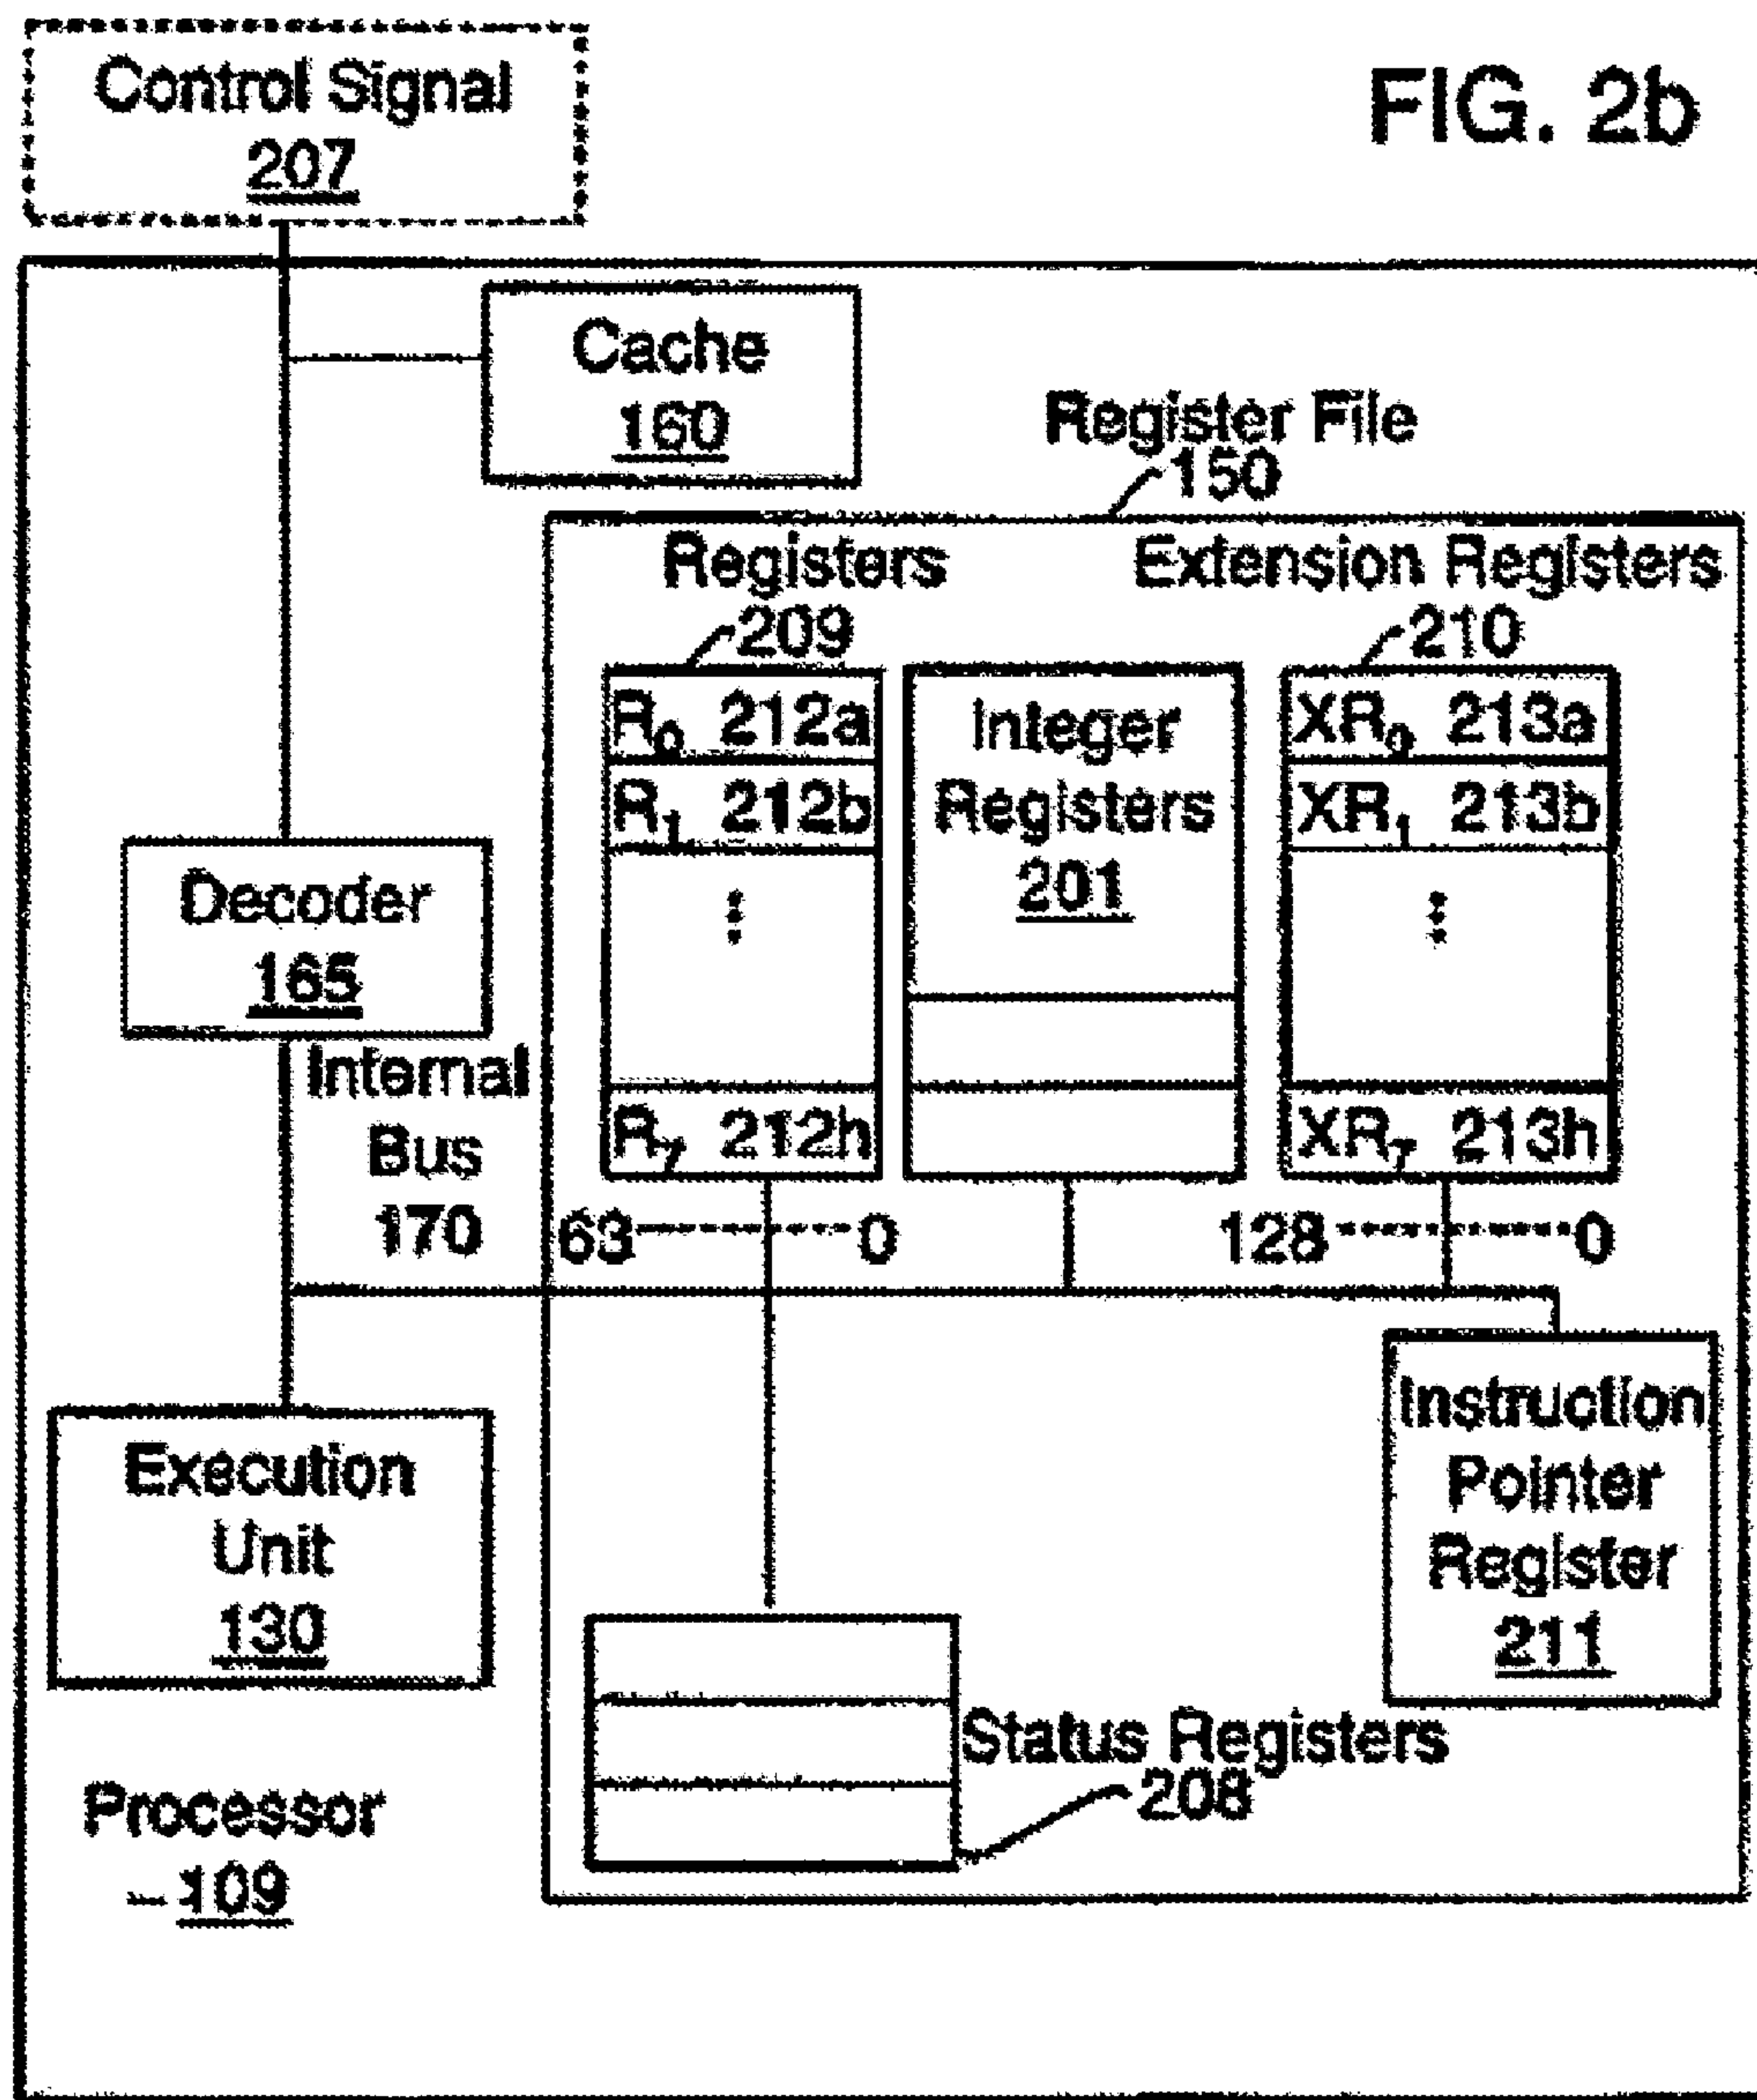 FIG. 2b
Control Signal
207
Cache
160
Register File
150
Registers
209
Extension Registers
210
R0 212a
R1 212b
R7 212h
Integer
Registers
201
XR0 213a
XR1 213b
XR7 213h
63 0
128 0
Decoder
165
Internal
Bus
170
Execution
Unit
130
Instruction
Pointer
Register
211
Status Registers
208
Processor
109